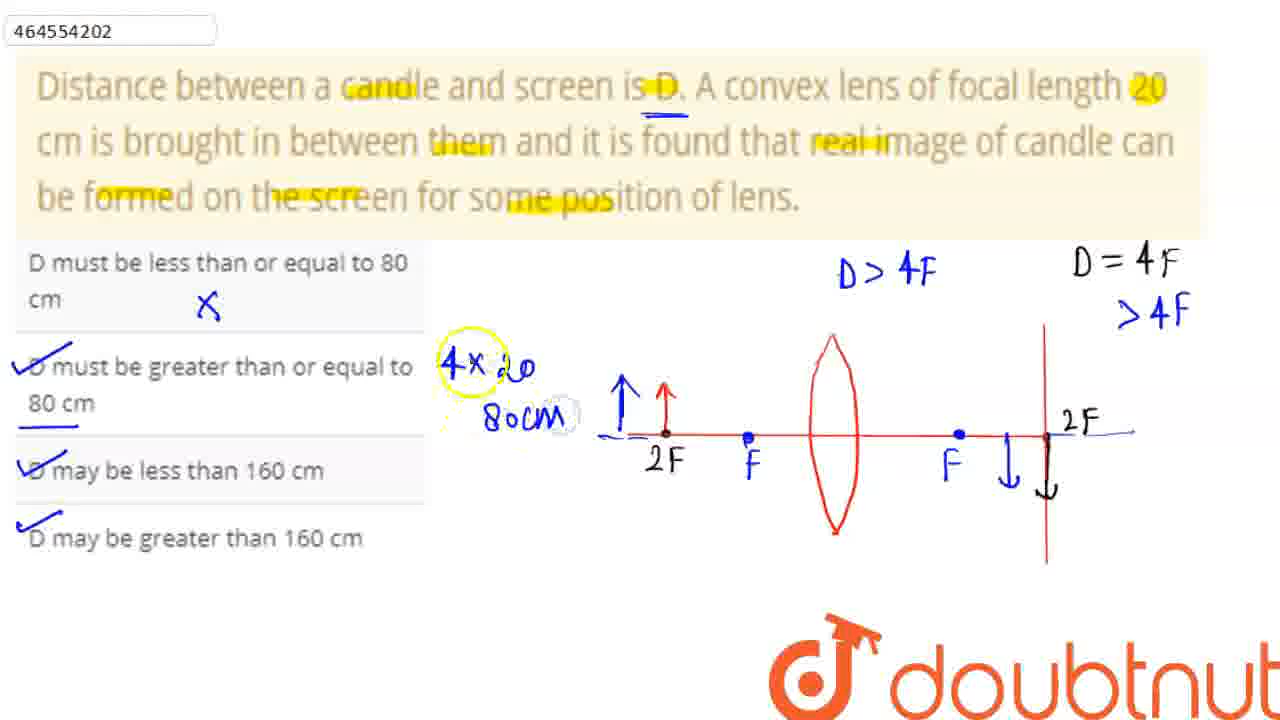 464554202
Distance between a candle and screen is D. A convex lens of focal length 20
cm is brought in between them and it is found that real image of candle can
be formed on the screen for some position of lens.
D must be less than or equal to 80
cm
X
D must be greater than or equal to
80 cm
D may be less than 160 cm
D may be greater than 160 cm
4 × 20
80cm
D > 4F
D = 4F
> 4F
2F
F
F
2F
doubtnut